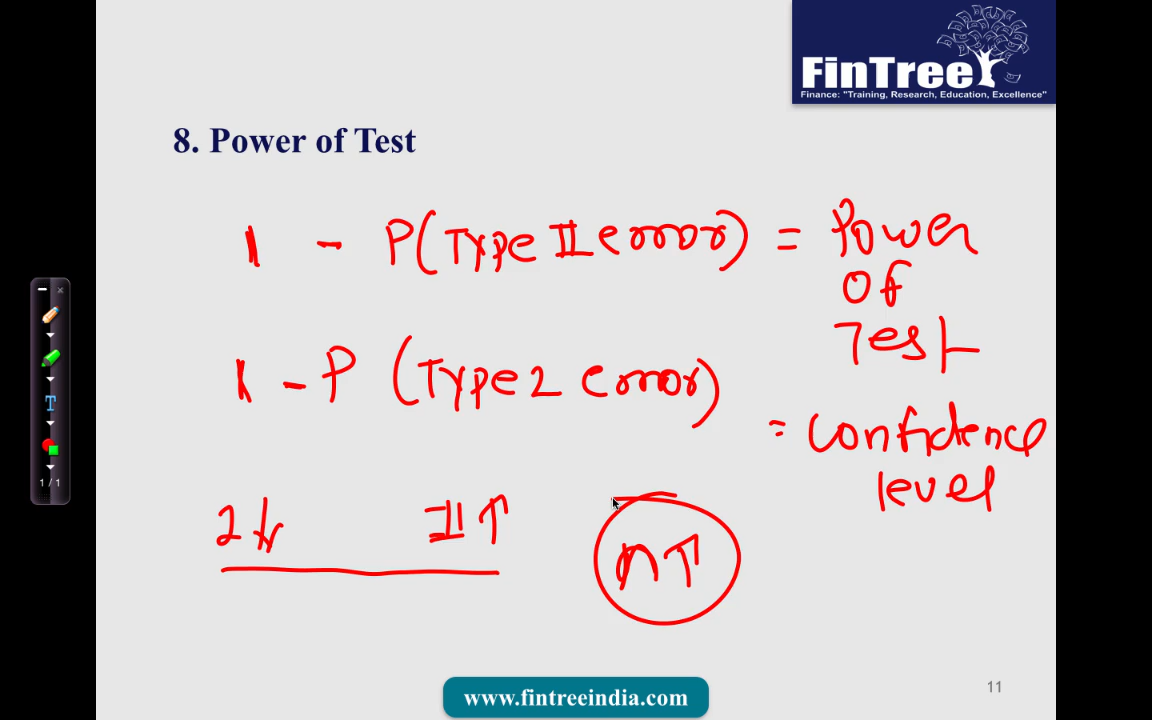 FinTree
Finance: "Training, Research, Education, Excellence"
8. Power of Test
1 - P(Type II error) = Power
of
Test
1 - P (Type 2 error)
= confidence
level
II ↑
n↑
T
1 / 1
11
www.fintreeindia.com